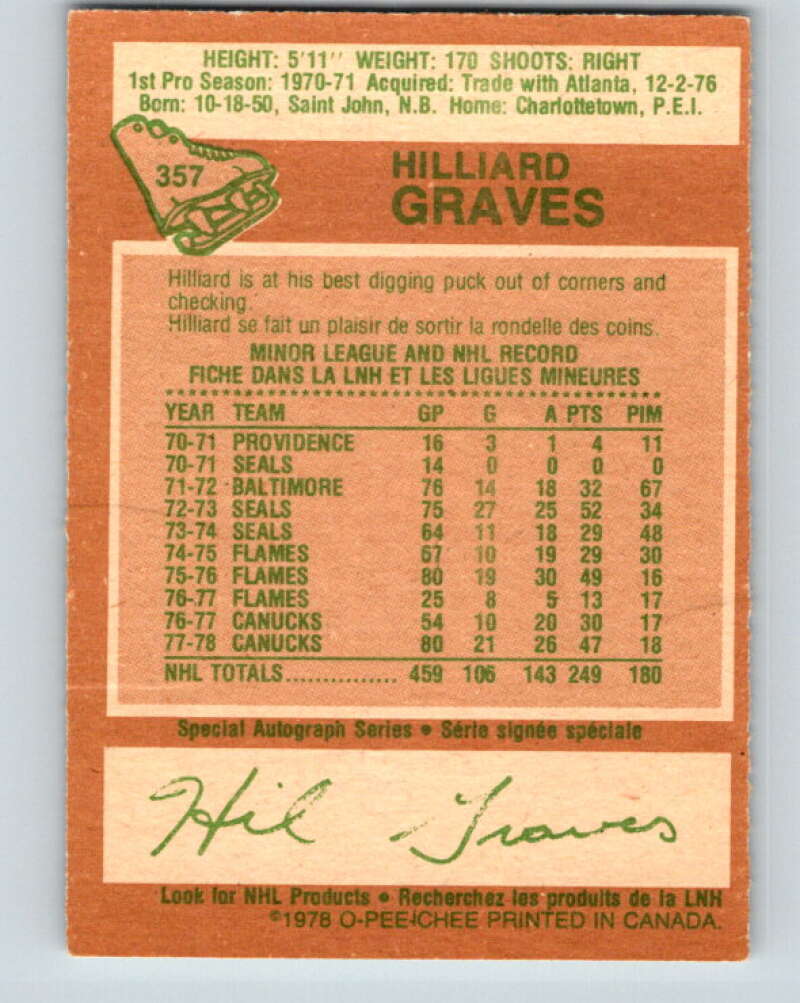 HEIGHT: 5'11" WEIGHT: 170 SHOOTS: RIGHT
1st Pro Season: 1970-71 Acquired: Trade with Atlanta, 12-2-76
Born: 10-18-50, Saint John, N.B. Home: Charlottetown, P.E.I.
357
HILLIARD
GRAVES
Hilliard is at his best digging puck out of corners and
checking.
Hilliard se fait un plaisir de sortir la rondelle des coins.
MINOR LEAGUE AND NHL RECORD
FICHE DANS LA LNH ET LES LIGUES MINEURES
YEAR TEAM GP G A PTS PIM
70-71 PROVIDENCE 16 3 1 4 11
70-71 SEALS 14 0 0 0 0
71-72 BALTIMORE 76 14 18 32 67
72-73 SEALS 75 27 25 52 34
73-74 SEALS 64 11 18 29 48
74-75 FLAMES 67 10 19 29 30
75-76 FLAMES 80 19 30 49 16
76-77 FLAMES 25 8 5 13 17
76-77 CANUCKS 54 10 20 30 17
77-78 CANUCKS 80 21 26 47 18
NHL TOTALS............... 459 106 143 249 180
Special Autograph Series • Série signée spéciale
Hil Graves
Look for NHL Products • Recherchez les produits de la LNH
©1978 O-PEE-CHEE PRINTED IN CANADA.